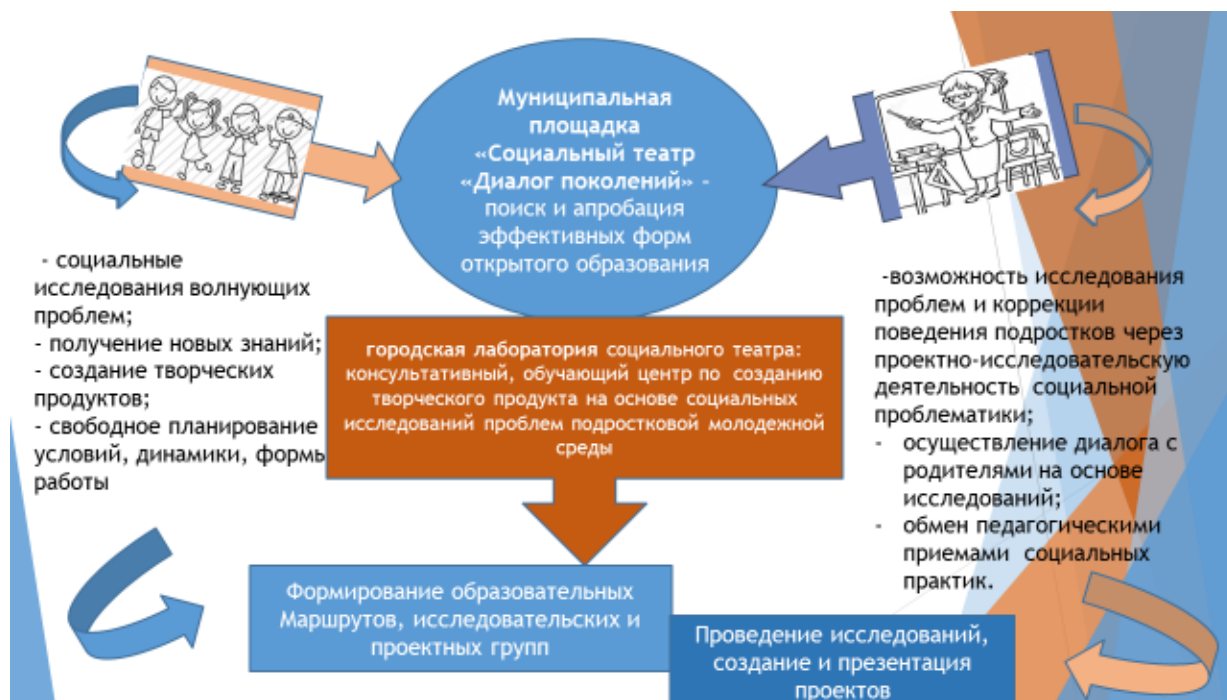 Муниципальная
площадка
«Социальный театр
«Диалог поколений» –
поиск и апробация
эффективных форм
открытого образования
- социальные
исследования волнующих
проблем;
- получение новых знаний;
- создание творческих
продуктов;
- свободное планирование
условий, динамики, формы
работы
городская лаборатория социального театра:
консультативный, обучающий центр по созданию
творческого продукта на основе социальных
исследований проблем подростковой молодежной
среды
-возможность исследования
проблем и коррекции
поведения подростков через
проектно-исследовательскую
деятельность социальной
проблематики;
- осуществление диалога с
родителями на основе
исследований;
- обмен педагогическими
приемами социальных
практик.
Формирование образовательных
Маршрутов, исследовательских и
проектных групп
Проведение исследований,
создание и презентация
проектов